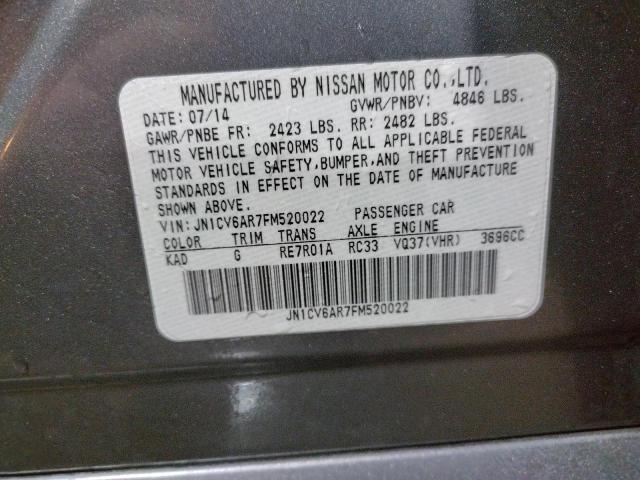 MANUFACTURED BY NISSAN MOTOR CO.,LTD.
DATE: 07/14 GVWR/PNBV: 4846 LBS.
GAWR/PNBE FR: 2423 LBS. RR: 2482 LBS.
THIS VEHICLE CONFORMS TO ALL APPLICABLE FEDERAL
MOTOR VEHICLE SAFETY,BUMPER,AND THEFT PREVENTION
STANDARDS IN EFFECT ON THE DATE OF MANUFACTURE
SHOWN ABOVE.
VIN: JN1CV6AR7FM520022 PASSENGER CAR
COLOR TRIM TRANS AXLE ENGINE
KAD G RE7R01A RC33 VQ37(VHR) 3696CC
JN1CV6AR7FM520022